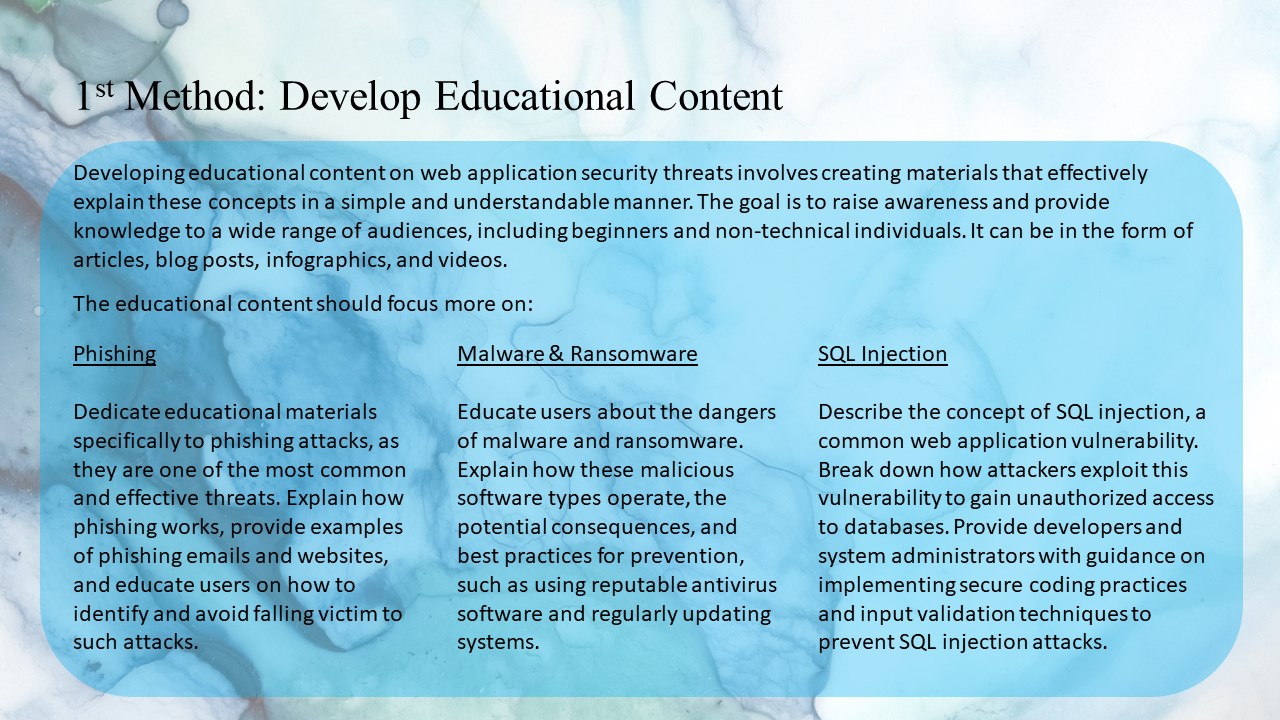 1st Method: Develop Educational Content
Developing educational content on web application security threats involves creating materials that effectively
explain these concepts in a simple and understandable manner. The goal is to raise awareness and provide
knowledge to a wide range of audiences, including beginners and non-technical individuals. It can be in the form of
articles, blog posts, infographics, and videos.
The educational content should focus more on:
Phishing
Dedicate educational materials
specifically to phishing attacks, as
they are one of the most common
and effective threats. Explain how
phishing works, provide examples
of phishing emails and websites,
and educate users on how to
identify and avoid falling victim to
such attacks.
Malware & Ransomware
Educate users about the dangers
of malware and ransomware.
Explain how these malicious
software types operate, the
potential consequences, and
best practices for prevention,
such as using reputable antivirus
software and regularly updating
systems.
SQL Injection
Describe the concept of SQL injection, a
common web application vulnerability.
Break down how attackers exploit this
vulnerability to gain unauthorized access
to databases. Provide developers and
system administrators with guidance on
implementing secure coding practices
and input validation techniques to
prevent SQL injection attacks.